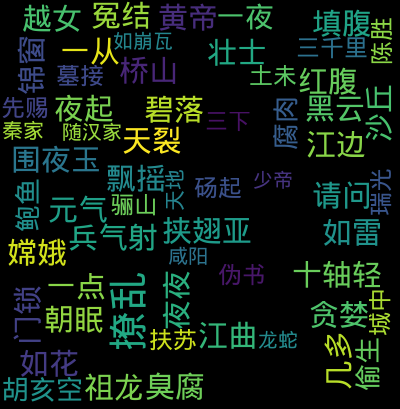 越女 冤结 黄帝 一夜 填腹 陈胜
锦窗 一从 如崩瓦 壮士 三千里
墓接 桥山 土未 红腹
先赐 夜起 碧落 三下 腐肉 黑云 沙丘
秦家 随汉家 天裂 江边
围夜玉 飘摇 天地 砀起 少帝 请问 瑞光
鲍鱼 元气 骊山 挟翅亚 如雷
嫦娥 兵气射 咸阳
伪书 十轴轻
门锁 一点 撩乱 夜夜 贪婪 城中
朝眠 扶苏 江曲 龙蛇 几多 偷生
如花
胡亥空 祖龙 臭腐